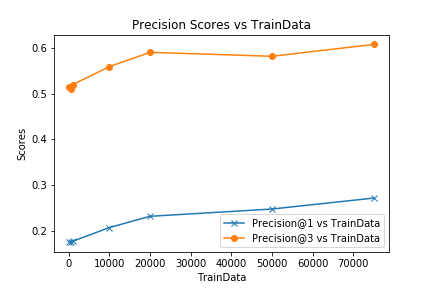 Precision Scores vs TrainData
Scores
0.6
0.5
0.4
0.3
0.2
Precision@1 vs TrainData
Precision@3 vs TrainData
0 10000 20000 30000 40000 50000 60000 70000
TrainData